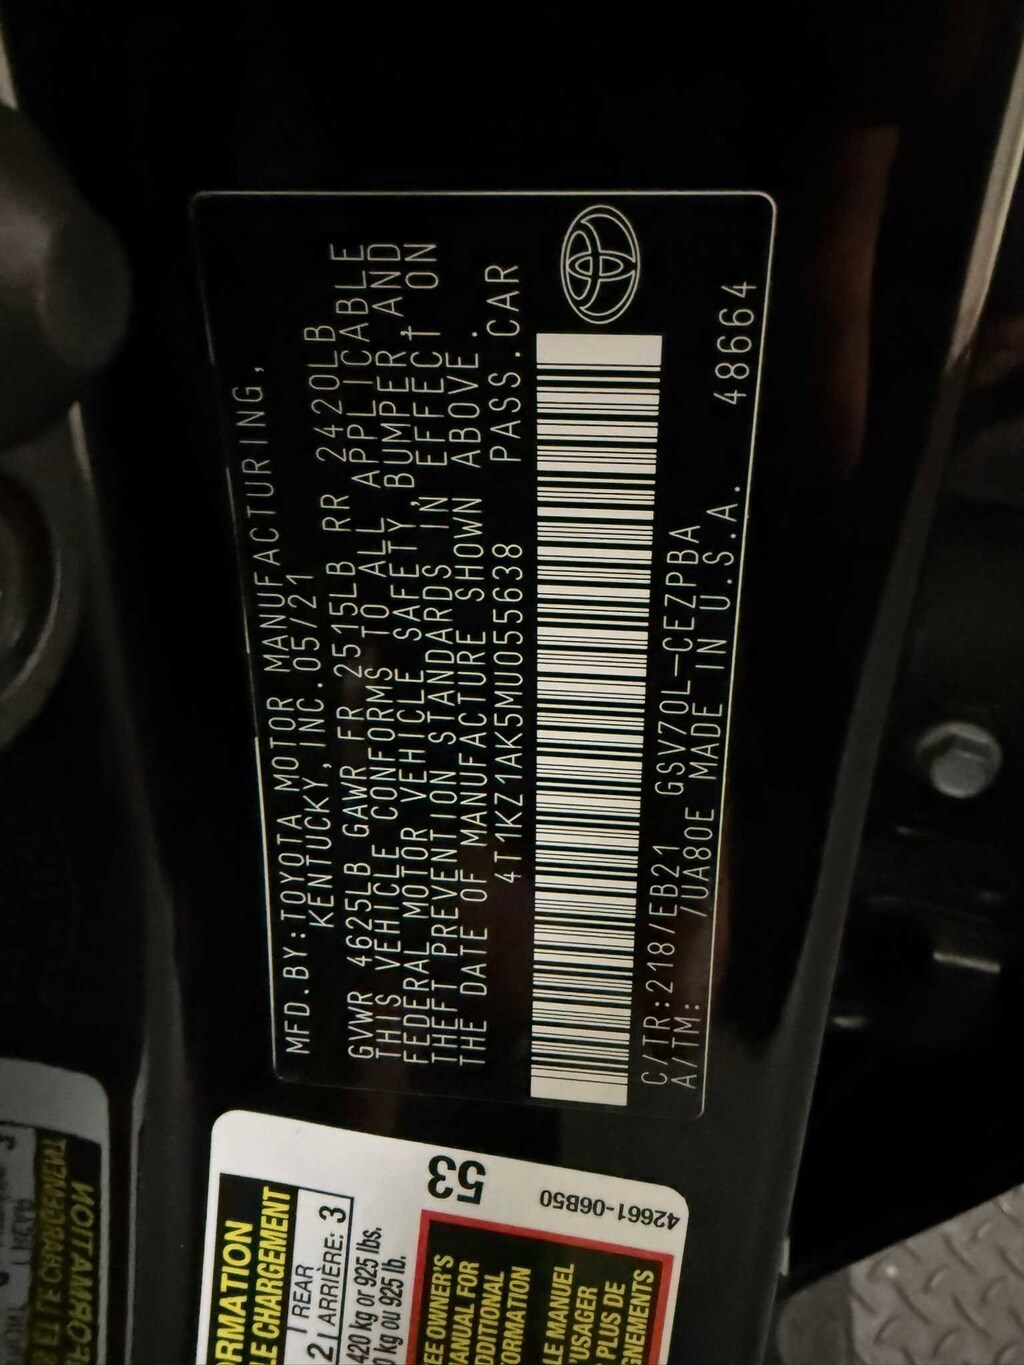 MFD.BY:TOYOTA MOTOR MANUFACTURING,
KENTUCKY, INC.05/21
GVWR 4625LB GAWR FR 2515LB RR 2420LB
THIS VEHICLE CONFORMS TO ALL APPLICABLE
FEDERAL MOTOR VEHICLE SAFETY,BUMPER,AND
THEFT PREVENTION STANDARDS IN EFFECT ON
THE DATE OF MANUFACTURE SHOWN ABOVE.
4T1KZ1AK5MU055638 PASS.CAR
C/TR:218/EB21 GSV70L-CEZPBA
A/TM: /UA80E MADE IN U.S.A. 48664
53
42661-06B50
ORMATION
LE CHARGEMENT
1 REAR
2 ARRIÈRE: 3
420 kg or 925 lbs.
0 kg ou 925 lb.
EE OWNER'S
ANUAL FOR
DDITIONAL
FORMATION
LE MANUEL
'USAGER
PLUS DE
GNEMENTS